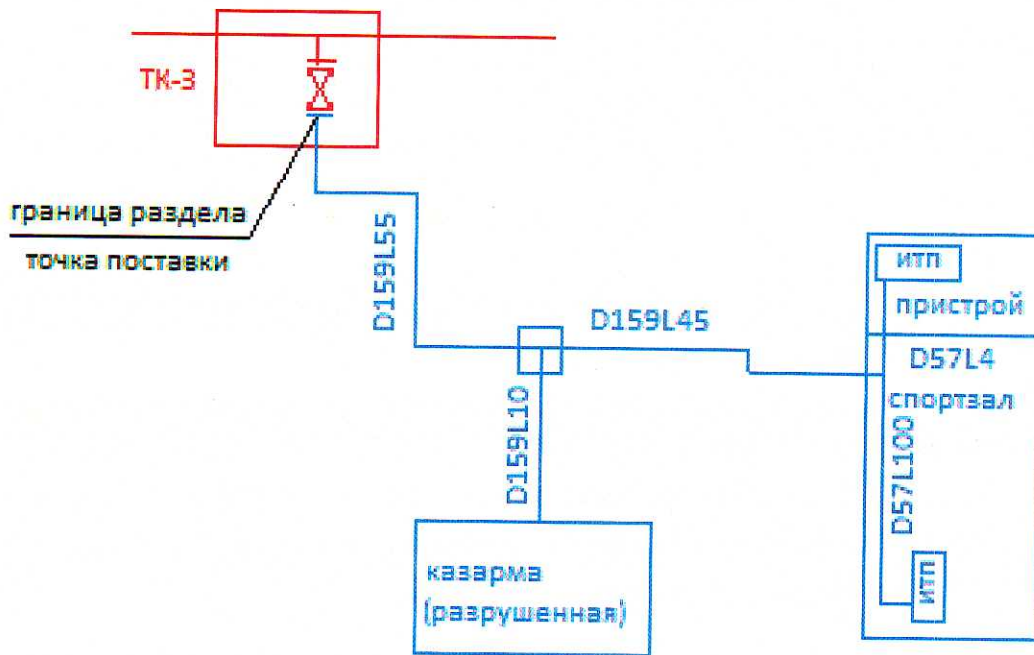 ТК-3
граница раздела
точка поставки
D159L55
D159L45
D159L10
казарма
(разрушенная)
итп
пристрой
D57L4
спортзал
D57L100
итп